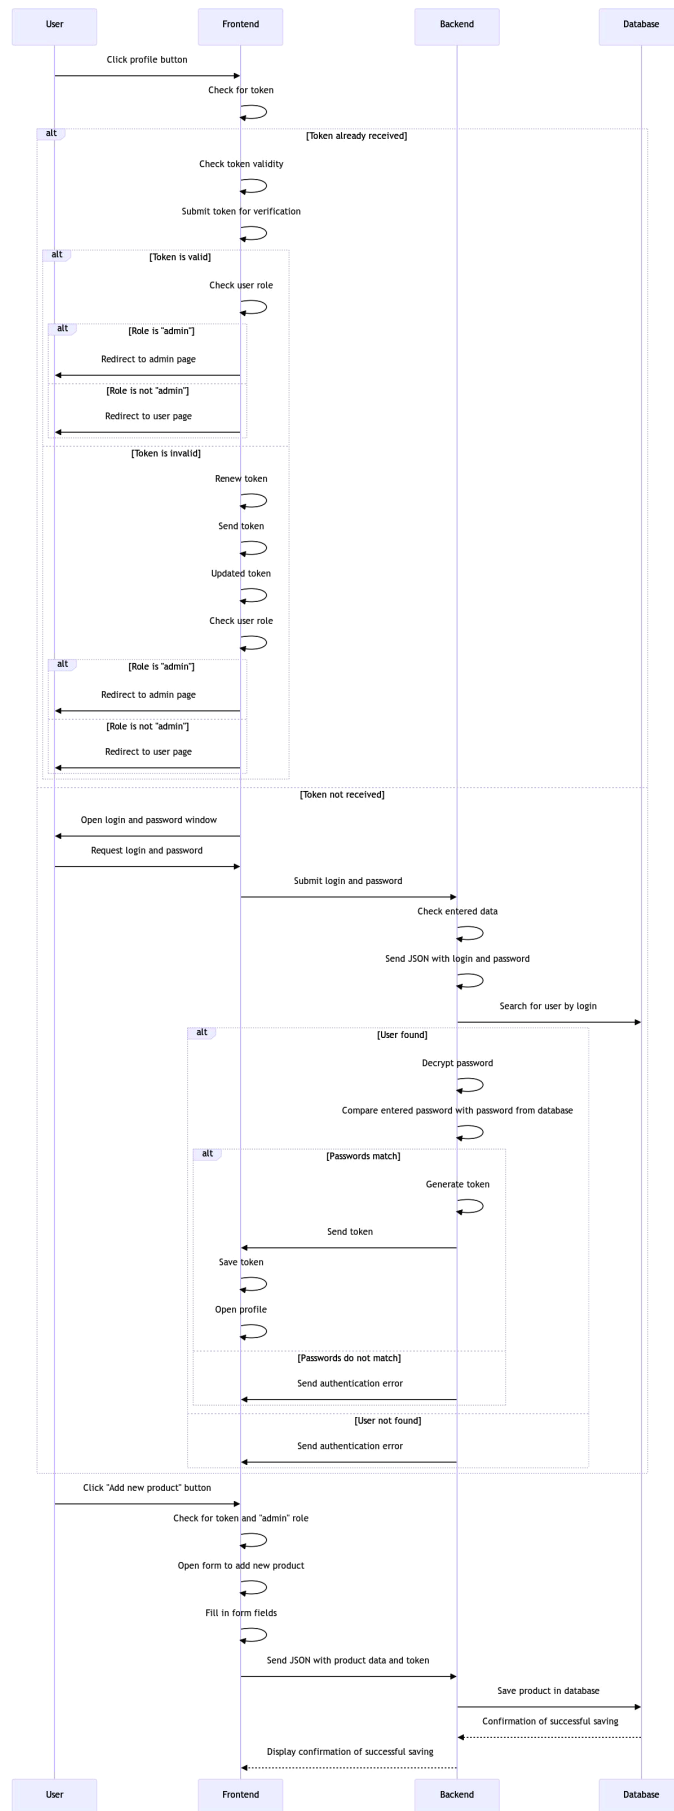 User
Frontend
Backend
Database
Click profile button
Check for token
alt
[Token already received]
Check token validity
Submit token for verification
alt
[Token is valid]
Check user role
alt
[Role is "admin"]
Redirect to admin page
[Role is not "admin"]
Redirect to user page
[Token is invalid]
Renew token
Send token
Updated token
Check user role
alt
[Role is "admin"]
Redirect to admin page
[Role is not "admin"]
Redirect to user page
[Token not received]
Open login and password window
Request login and password
Submit login and password
Check entered data
Send JSON with login and password
Search for user by login
alt
[User found]
Decrypt password
Compare entered password with password from database
alt
[Passwords match]
Generate token
Send token
Save token
Open profile
[Passwords do not match]
Send authentication error
[User not found]
Send authentication error
Click "Add new product" button
Check for token and "admin" role
Open form to add new product
Fill in form fields
Send JSON with product data and token
Save product in database
Confirmation of successful saving
Display confirmation of successful saving
User
Frontend
Backend
Database